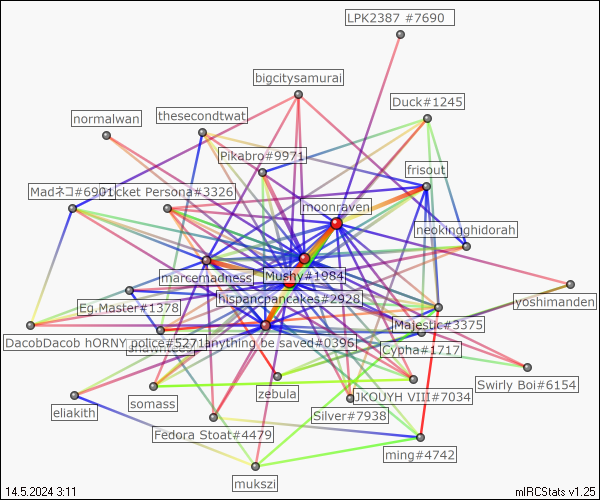 LPK2387 #7690
bigcitysamurai
Duck#1245
normalwan
thesecondtwat
Pikabro#9971
frisout
Madネコ#6901
cket Persona#3326
moonraven
neokingghidorah
marcemadness
Mushy#1984
hispancpancakes#2928
yoshimanden
Eg.Master#1378
Majestic#3375
DacobDacob hORNY police#5271
anything be saved#0396
Cypha#1717
Swirly Boi#6154
zebula
JKOUYH VIII#7034
somass
eliakith
Silver#7938
Fedora Stoat#4479
ming#4742
mukszi
14.5.2024 3:11
mIRCStats v1.25